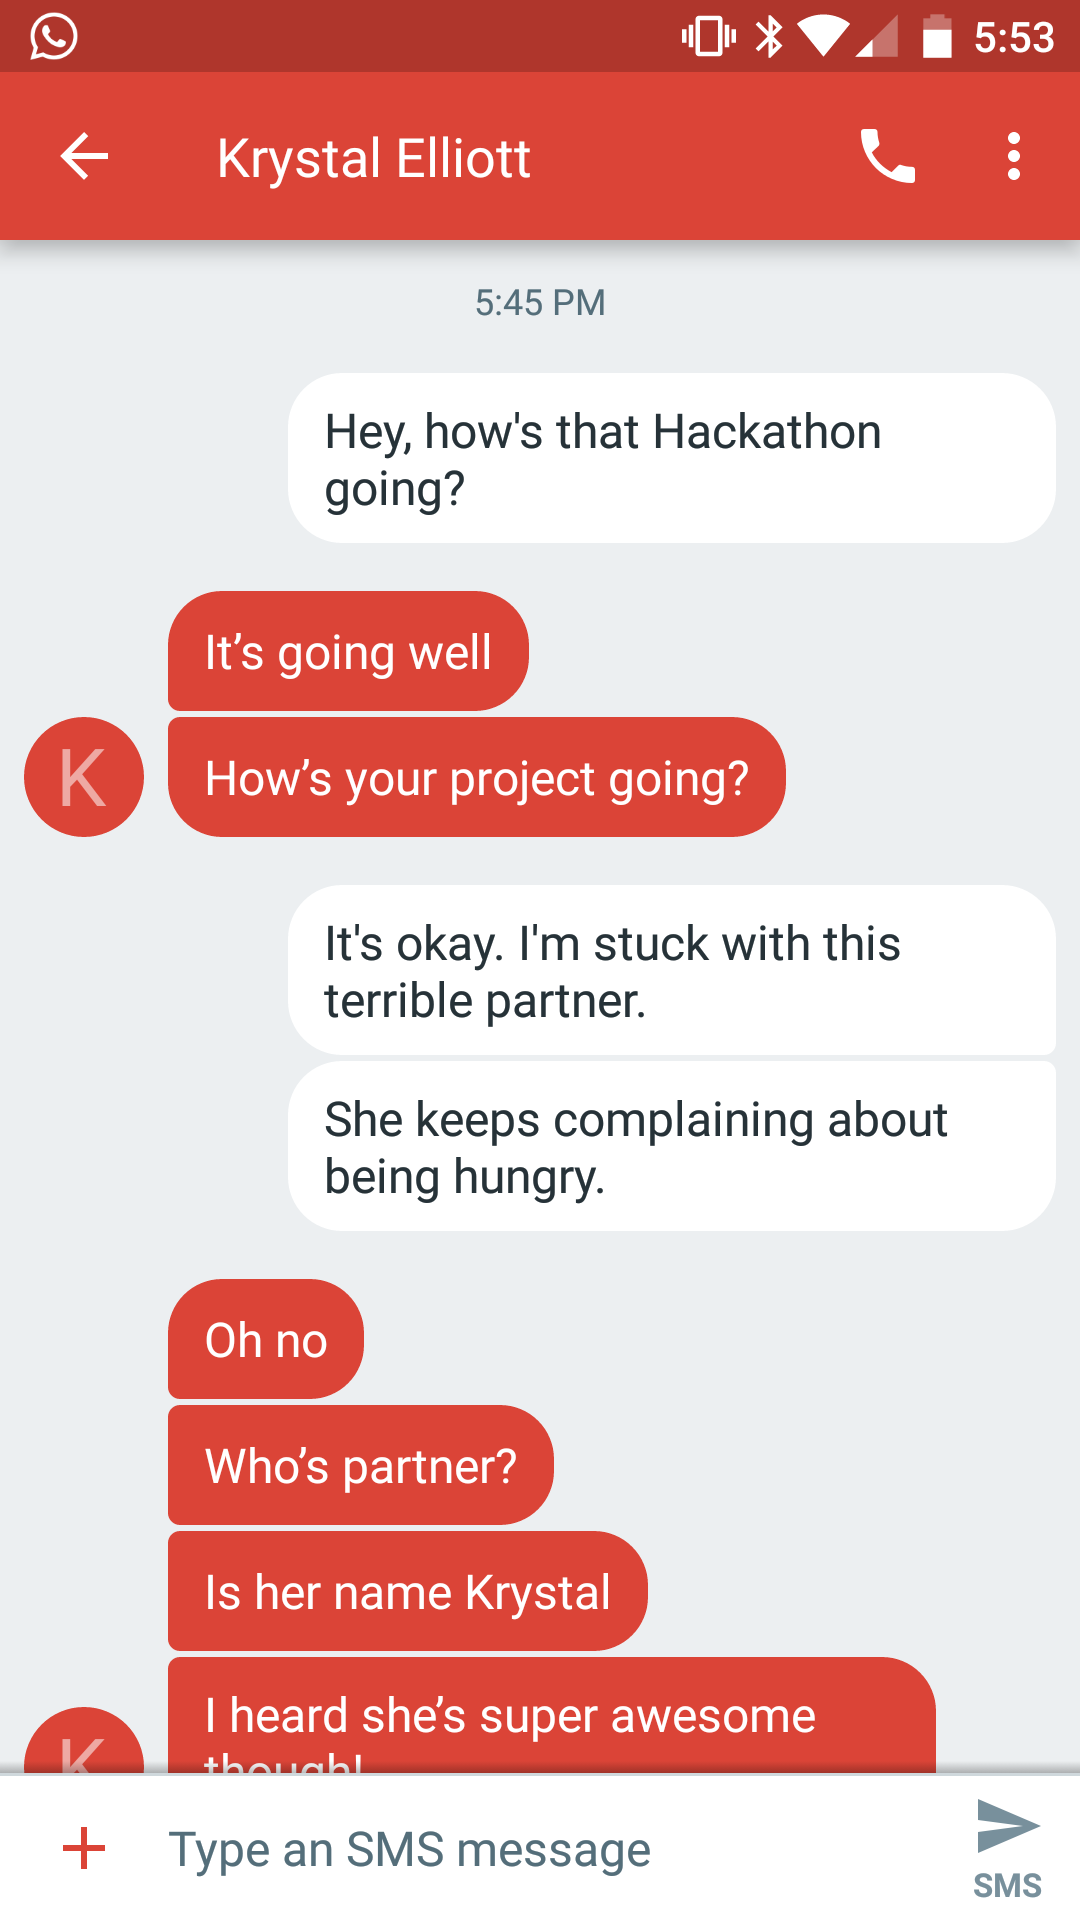 5:53
Krystal Elliott
5:45 PM
Hey, how's that Hackathon
going?
It’s going well
K
How’s your project going?
It's okay. I'm stuck with this
terrible partner.
She keeps complaining about
being hungry.
Oh no
Who’s partner?
Is her name Krystal
I heard she’s super awesome
K
though!
Type an SMS message
SMS